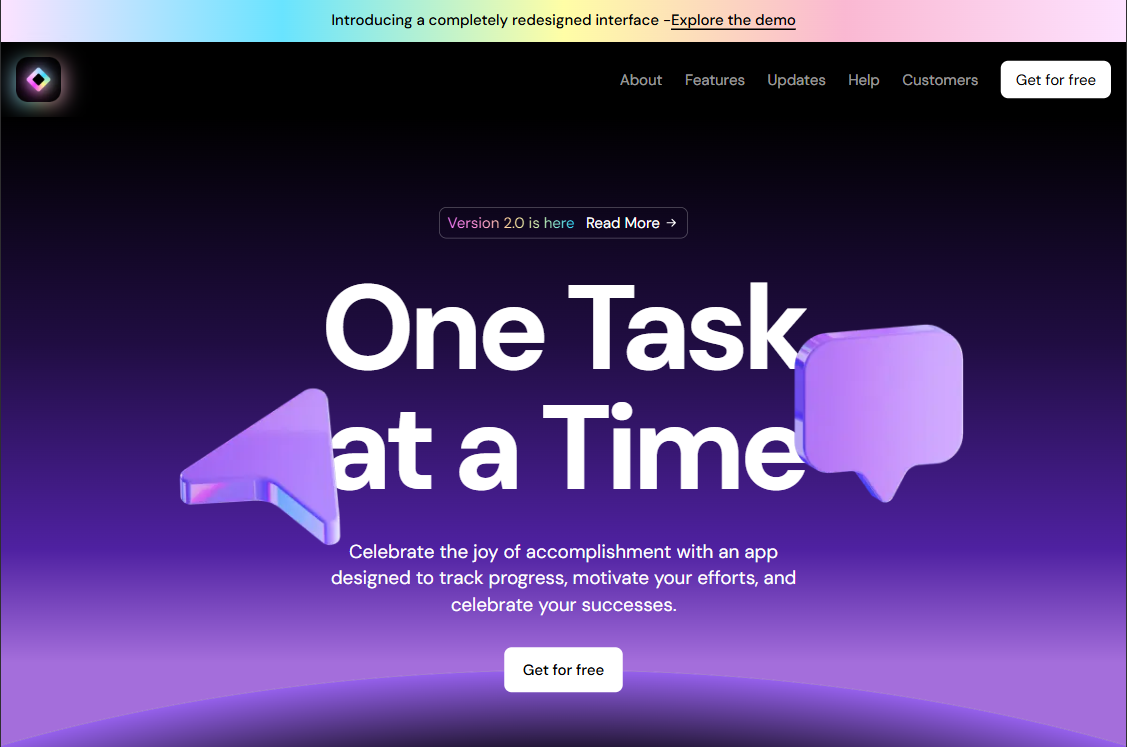 Introducing a completely redesigned interface -Explore the demo
About Features Updates Help Customers Get for free
Version 2.0 is here Read More →
One Task
at a Time
Celebrate the joy of accomplishment with an app
designed to track progress, motivate your efforts, and
celebrate your successes.
Get for free